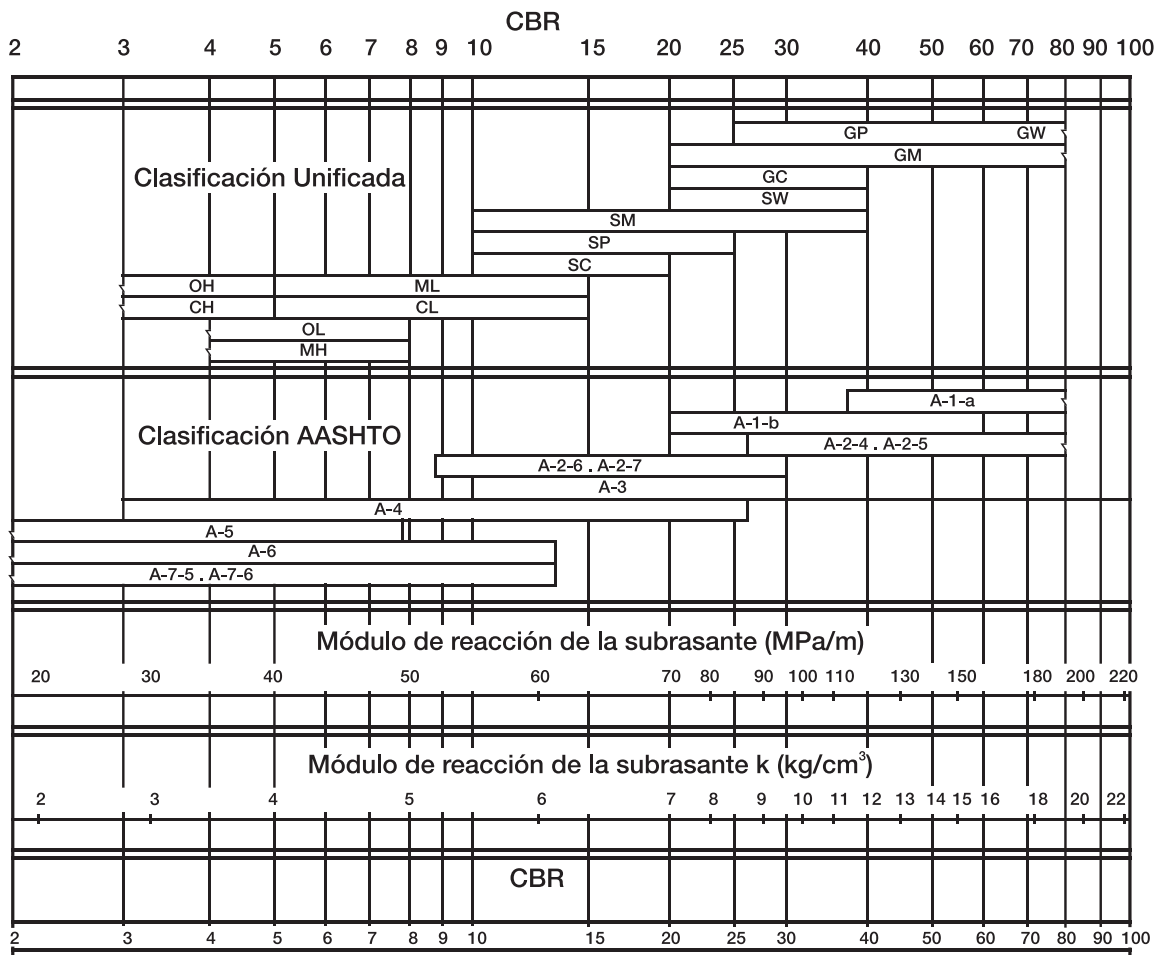 CBR
2 3 4 5 6 7 8 9 10 15 20 25 30 40 50 60 70 80 90 100
GP GW
Clasificación Unificada
GM
GC
SW
SM
SP
SC
OH ML
CH CL
OL
MH
A-1-a
Clasificación AASHTO
A-1-b
A-2-4 . A-2-5
A-2-6 . A-2-7
A-3
A-4
A-5
A-6
A-7-5 . A-7-6
Módulo de reacción de la subrasante (MPa/m)
20 30 40 50 60 70 80 90 100 110 130 150 180 200 220
Módulo de reacción de la subrasante k (kg/cm³)
2 3 4 5 6 7 8 9 10 11 12 13 14 15 16 18 20 22
CBR
2 3 4 5 6 7 8 9 10 15 20 25 30 40 50 60 70 80 90 100